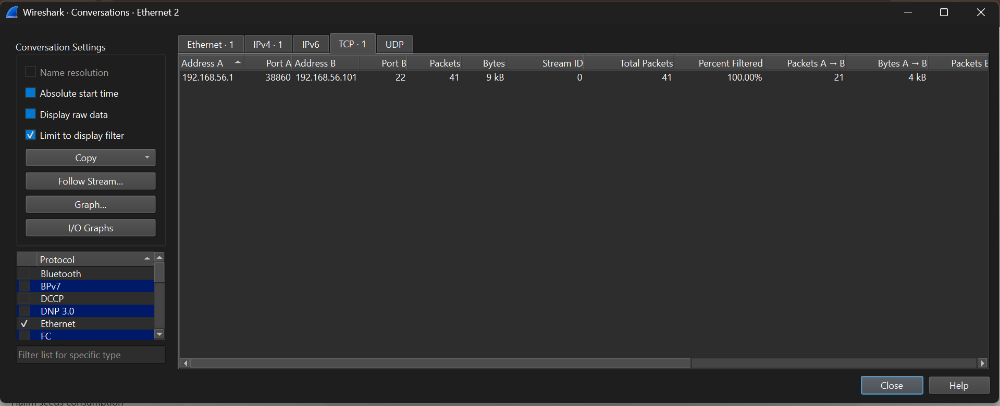 Wireshark · Conversations · Ethernet 2
Conversation Settings
Name resolution
Absolute start time
Display raw data
Limit to display filter
Copy
Follow Stream...
Graph...
I/O Graphs
Protocol
Bluetooth
BPv7
DCCP
DNP 3.0
Ethernet
FC
Filter list for specific type
Ethernet · 1 IPv4 · 1 IPv6 TCP · 1 UDP
Address A Port A Address B Port B Packets Bytes Stream ID Total Packets Percent Filtered Packets A → B Bytes A → B Packets B
192.168.56.1 38860 192.168.56.101 22 41 9 kB 0 41 100.00% 21 4 kB
Close Help
seeds consumption